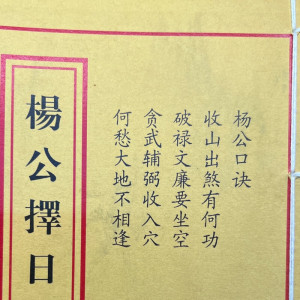 杨公口诀
收山出煞有何功
破禄文廉要坐空
贪武辅弼收入穴
何愁大地不相逢
楊公擇日